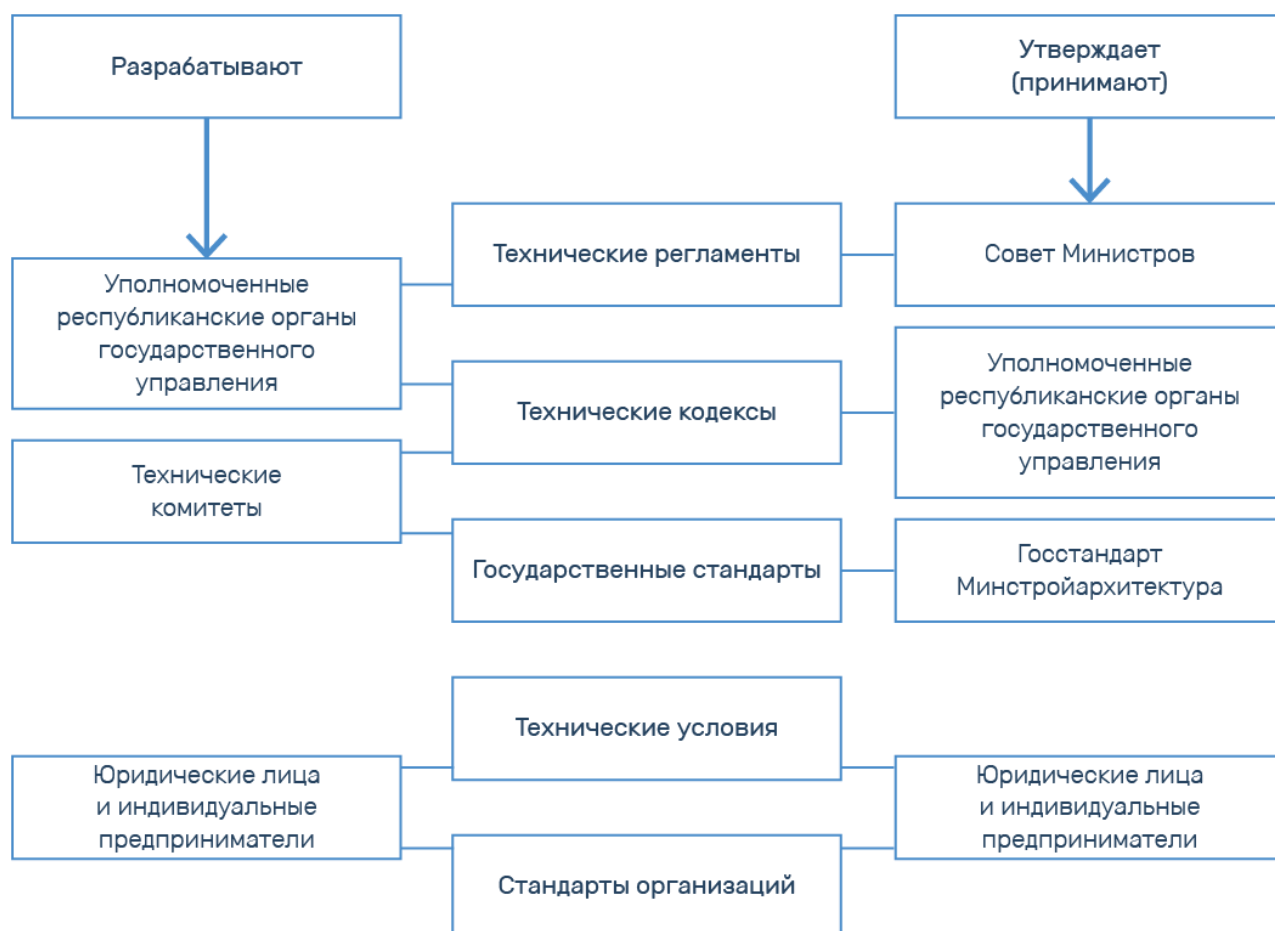 Разрабатывают
Утверждает
(принимают)
Технические регламенты
Совет Министров
Уполномоченные
республиканские органы
государственного
управления
Технические кодексы
Уполномоченные
республиканские органы
государственного
управления
Технические
комитеты
Государственные стандарты
Госстандарт
Минстройархитектура
Технические условия
Юридические лица
и индивидуальные
предприниматели
Юридические лица
и индивидуальные
предприниматели
Стандарты организаций